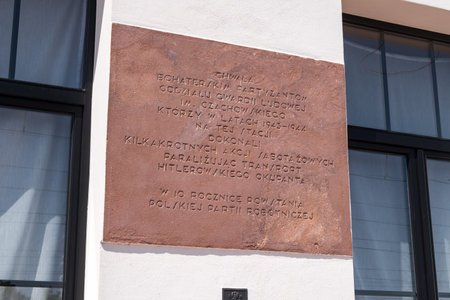 CHWAŁA
BOHATERSKIM PARTYZANTOM
ODDZIAŁU GWARDII LUDOWEJ
IM. CZACHOWSKIEGO
KTÓRZY W LATACH 1943-1944
NA TEJ STACJI
DOKONALI
KILKAKROTNYCH AKCJI SABOTAŻOWYCH
PARALIŻUJĄC TRANSPORT
HITLEROWSKIEGO OKUPANTA
W 10 ROCZNICĘ POWSTANIA
POLSKIEJ PARTII ROBOTNICZEJ